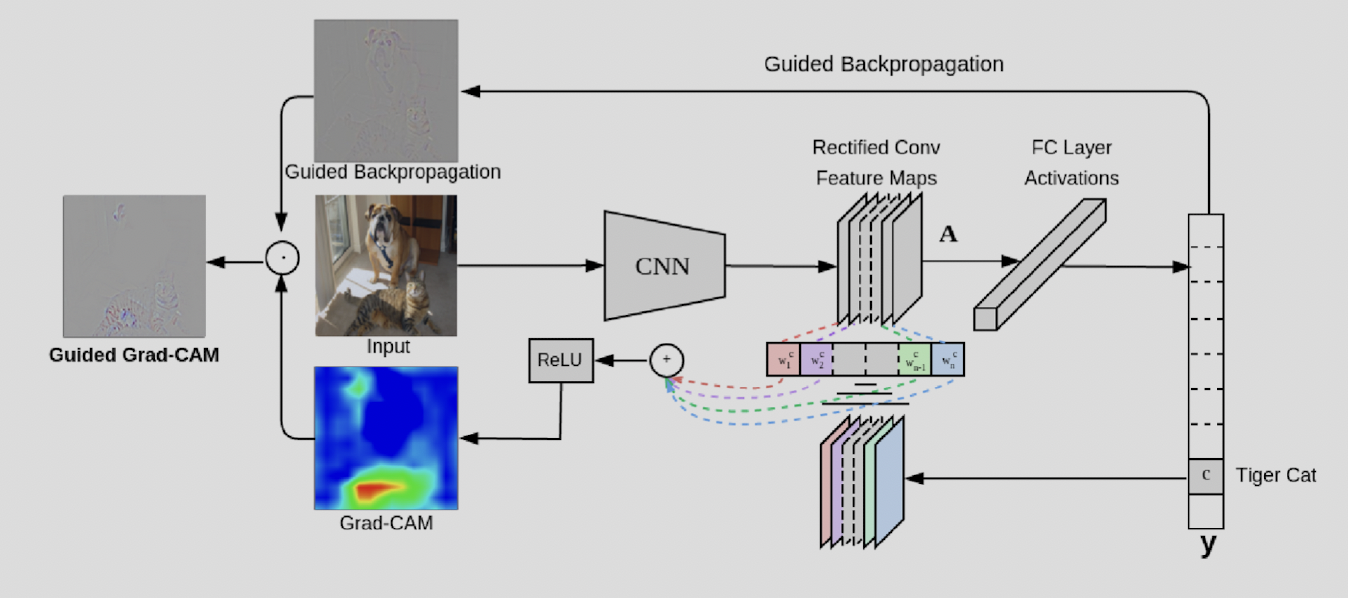 Guided Backpropagation
Guided Backpropagation
Rectified Conv
Feature Maps
FC Layer
Activations
A
CNN
Input
Guided Grad-CAM
ReLU
+
w₁ᶜ w₂ᶜ wₙ₋₁ᶜ wₙᶜ
Grad-CAM
c
Tiger Cat
y